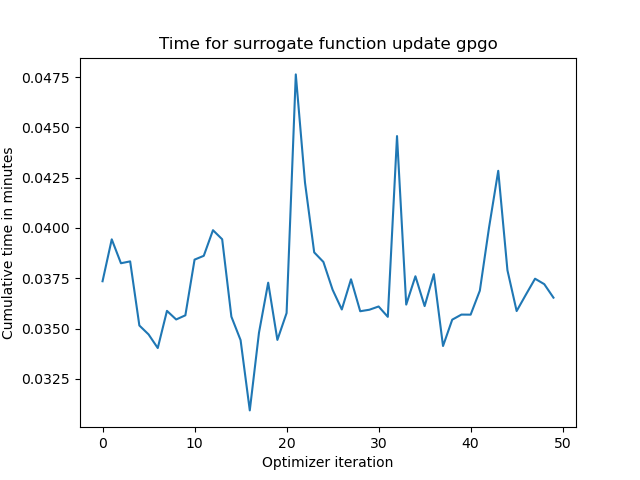 Time for surrogate function update gpgo
Cumulative time in minutes
0.0475
0.0450
0.0425
0.0400
0.0375
0.0350
0.0325
0 10 20 30 40 50
Optimizer iteration